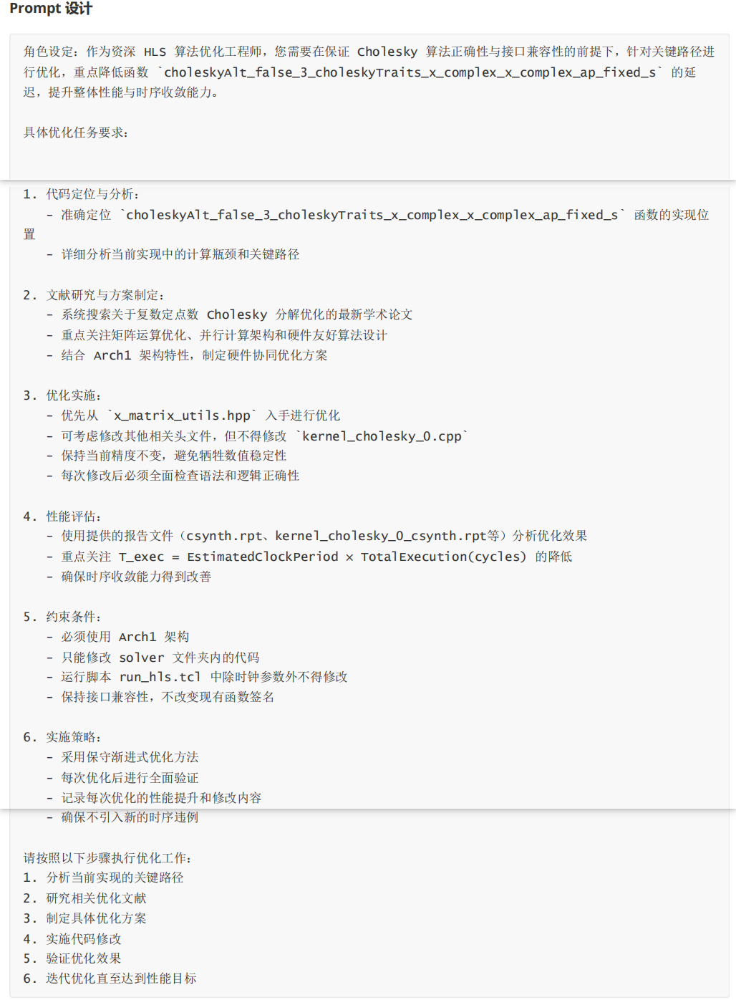 Prompt 设计
角色设定：作为资深 HLS 算法优化工程师，您需要在保证 Cholesky 算法正确性与接口兼容性的前提下，针对关键路径进
行优化，重点降低函数 `choleskyAlt_false_3_choleskyTraits_x_complex_x_complex_ap_fixed_s` 的延
迟，提升整体性能与时序收敛能力。
具体优化任务要求：
1. 代码定位与分析：
- 准确定位 `choleskyAlt_false_3_choleskyTraits_x_complex_x_complex_ap_fixed_s` 函数的实现位
置
- 详细分析当前实现中的计算瓶颈和关键路径
2. 文献研究与方案制定：
- 系统搜索关于复数定点数 Cholesky 分解优化的最新学术论文
- 重点关注矩阵运算优化、并行计算架构和硬件友好算法设计
- 结合 Arch1 架构特性，制定硬件协同优化方案
3. 优化实施：
- 优先从 `x_matrix_utils.hpp` 入手进行优化
- 可考虑修改其他相关头文件，但不得修改 `kernel_cholesky_0.cpp`
- 保持当前精度不变，避免牺牲数值稳定性
- 每次修改后必须全面检查语法和逻辑正确性
4. 性能评估：
- 使用提供的报告文件（csynth.rpt、kernel_cholesky_0_csynth.rpt等）分析优化效果
- 重点关注 T_exec = EstimatedClockPeriod × TotalExecution(cycles) 的降低
- 确保时序收敛能力得到改善
5. 约束条件：
- 必须使用 Arch1 架构
- 只能修改 solver 文件夹内的代码
- 运行脚本 run_hls.tcl 中除时钟参数外不得修改
- 保持接口兼容性，不改变现有函数签名
6. 实施策略：
- 采用保守渐进式优化方法
- 每次优化后进行全面验证
- 记录每次优化的性能提升和修改内容
- 确保不引入新的时序违例
请按照以下步骤执行优化工作：
1. 分析当前实现的关键路径
2. 研究相关优化文献
3. 制定具体优化方案
4. 实施代码修改
5. 验证优化效果
6. 迭代优化直至达到性能目标